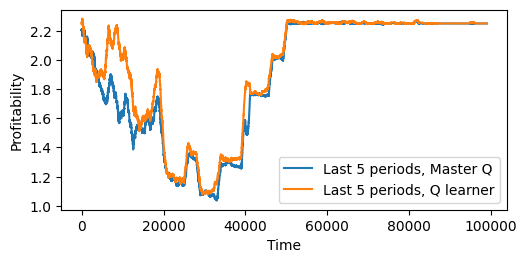 Profitability
2.2
2.0
1.8
1.6
1.4
1.2
1.0
Last 5 periods, Master Q
Last 5 periods, Q learner
0 20000 40000 60000 80000 100000
Time